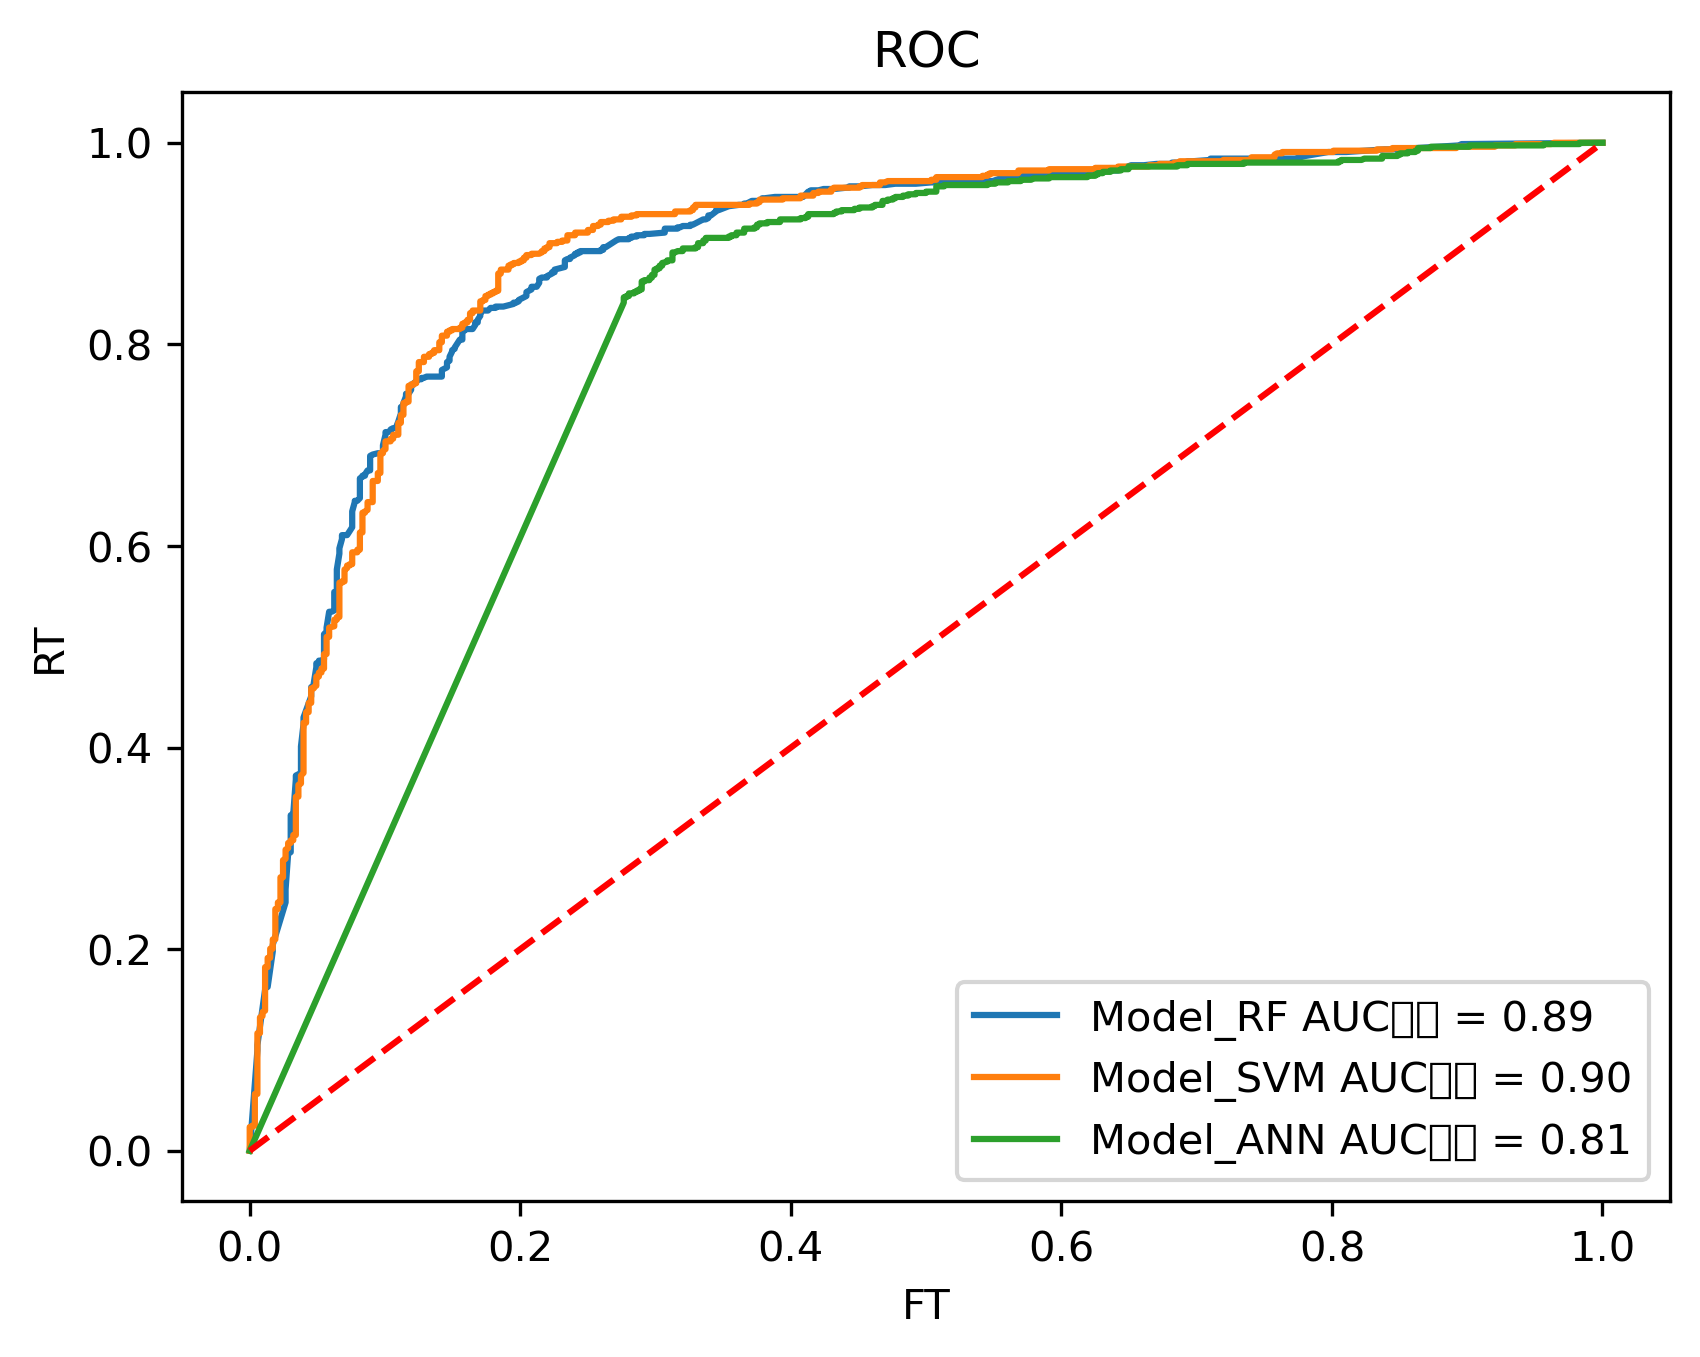 ROC
1.0
0.8
0.6
0.4
0.2
0.0
RT
Model_RF AUC = 0.89
Model_SVM AUC = 0.90
Model_ANN AUC = 0.81
0.0 0.2 0.4 0.6 0.8 1.0
FT